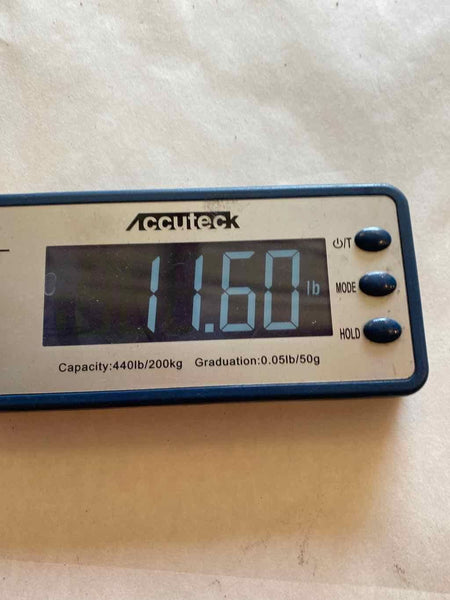 Accuteck
⏻/T
11.60 lb
MODE
HOLD
Capacity:440lb/200kg Graduation:0.05lb/50g